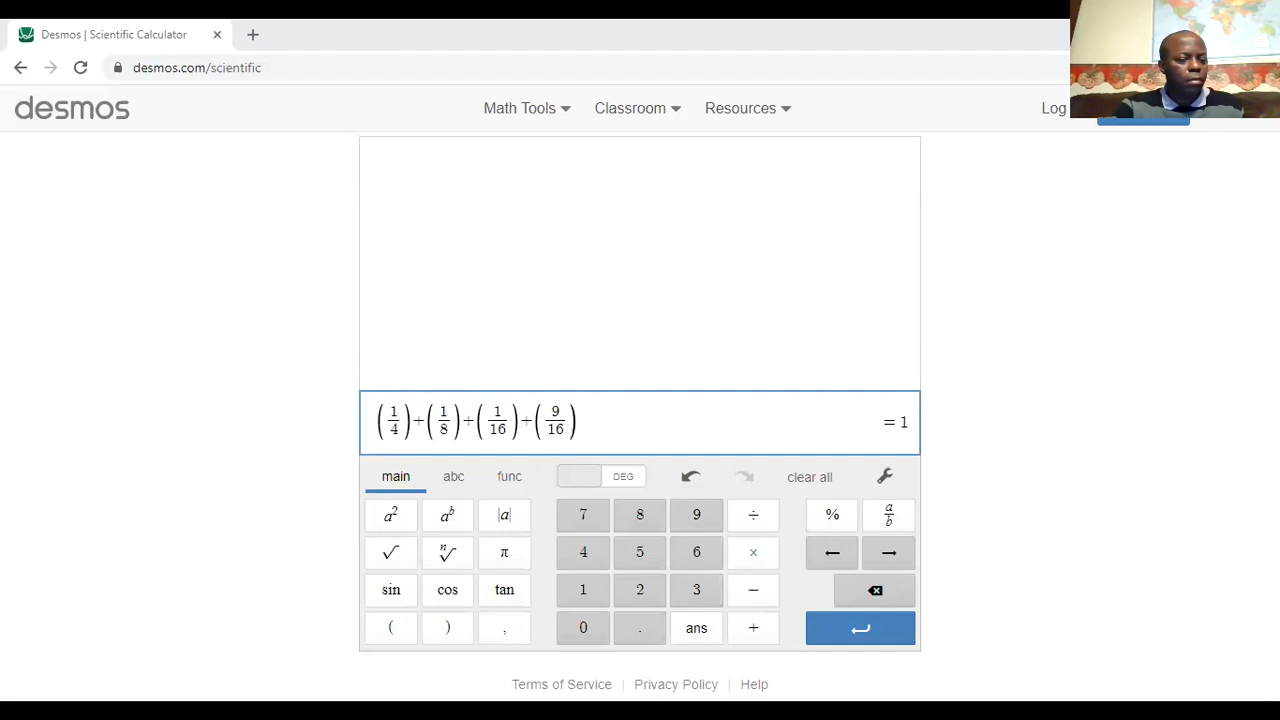 Desmos | Scientific Calculator
desmos.com/scientific
desmos Math Tools Classroom Resources Log
(1/4)+(1/8)+(1/16)+(9/16) = 1
main abc func DEG clear all
a² aᵇ |a| 7 8 9 ÷ % a/b
√ ⁿ√ π 4 5 6 × ← →
sin cos tan 1 2 3 −
( ) , 0 . ans +
Terms of Service | Privacy Policy | Help